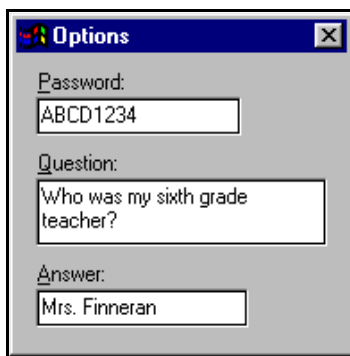 Options
Password:
ABCD1234
Question:
Who was my sixth grade
teacher?
Answer:
Mrs. Finneran